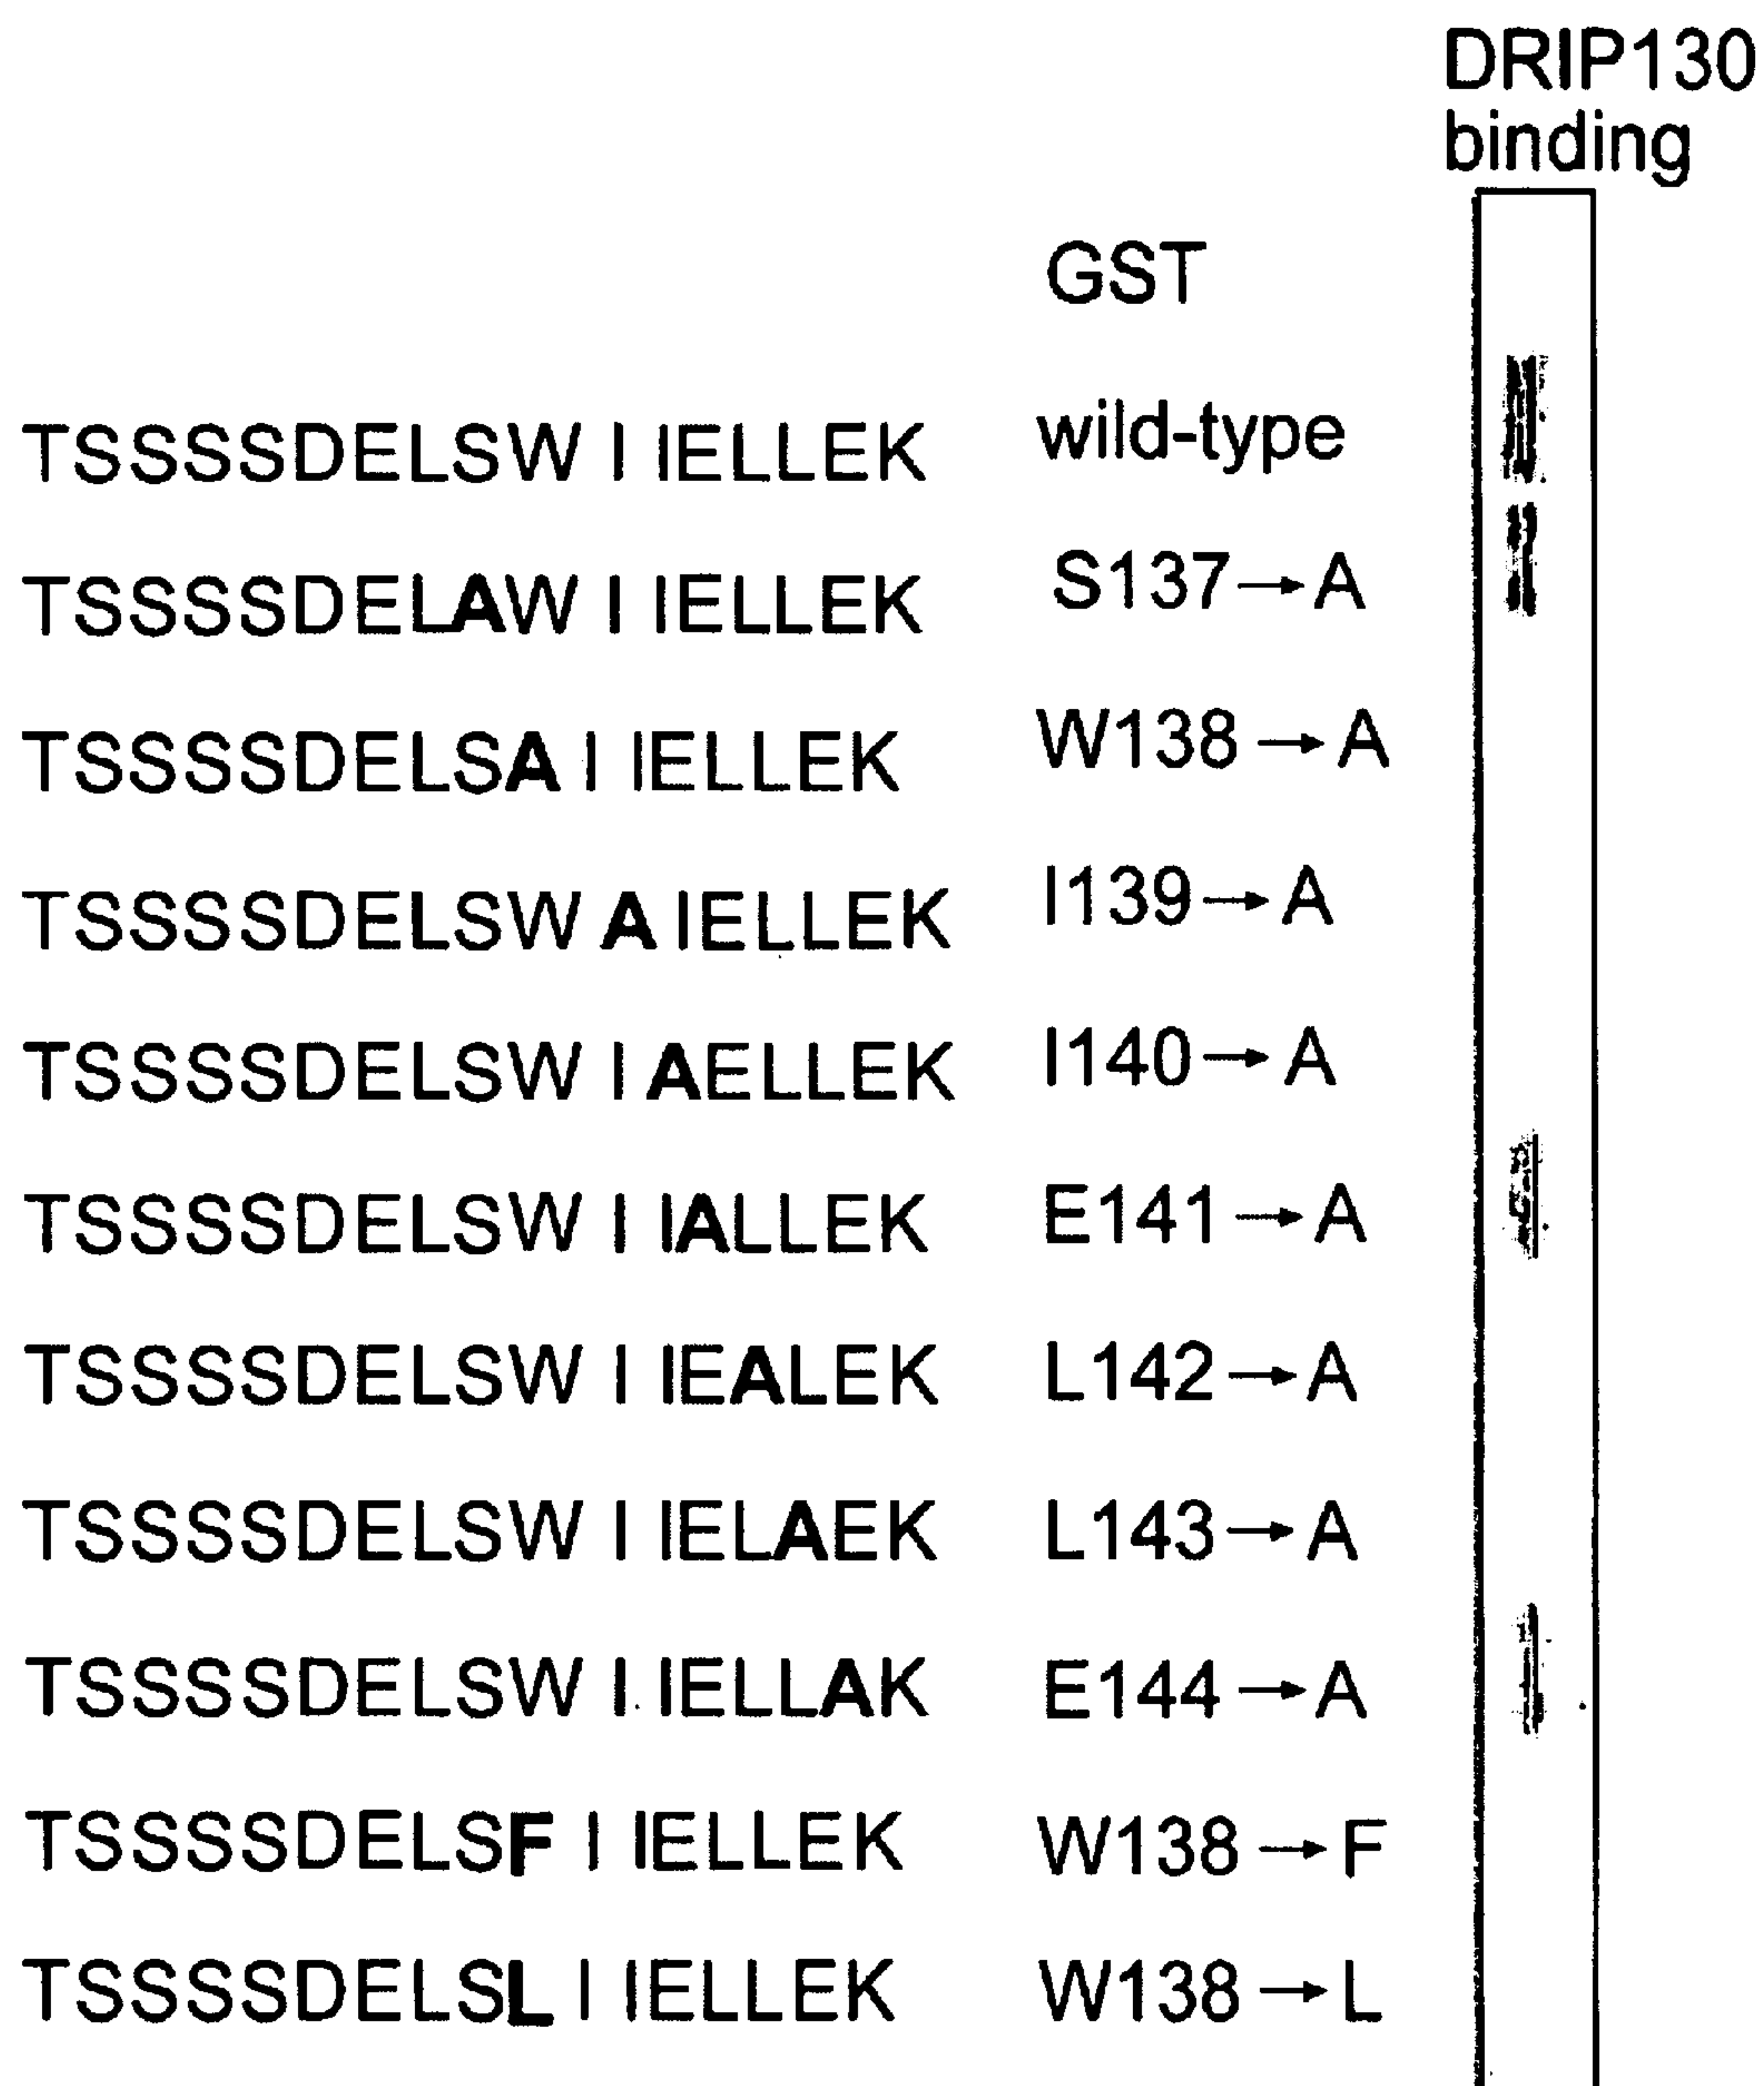 DRIP130
binding
GST
TSSSSDELSW I IELLEK wild-type
TSSSSDELAW I IELLEK S137→A
TSSSSDELSA I IELLEK W138→A
TSSSSDELSW A IELLEK I139→A
TSSSSDELSW I AELLEK I140→A
TSSSSDELSW I IALLEK E141→A
TSSSSDELSW I IEALEK L142→A
TSSSSDELSW I IELAEK L143→A
TSSSSDELSW I IELLAK E144→A
TSSSSDELSF I IELLEK W138→F
TSSSSDELSL I IELLEK W138→L